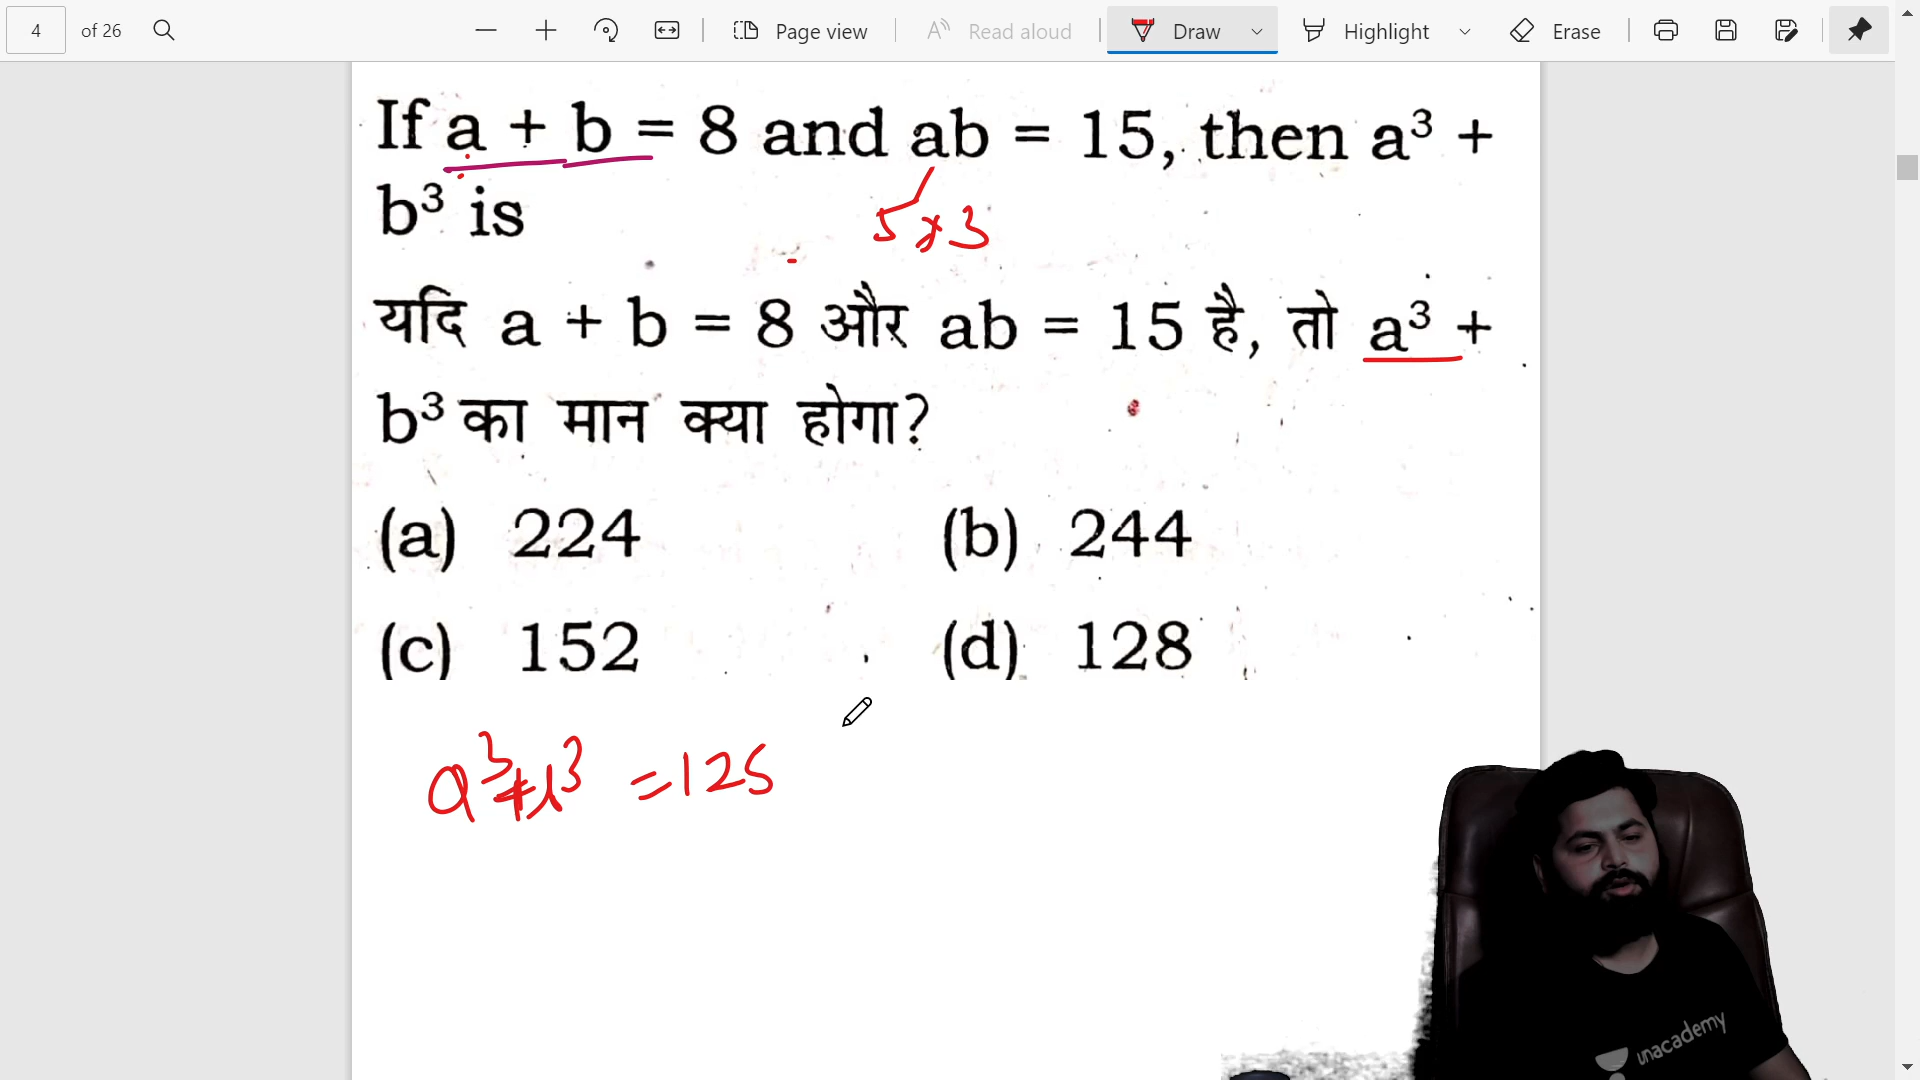 4 of 26 Page view Read aloud Draw Highlight Erase
If a + b = 8 and ab = 15, then a³ +
b³ is
5 x 3
यदि a + b = 8 और ab = 15 है, तो a³ +
b³ का मान क्या होगा?
(a) 224 (b) 244
(c) 152 (d) 128
a³+b³ = 125
unacademy